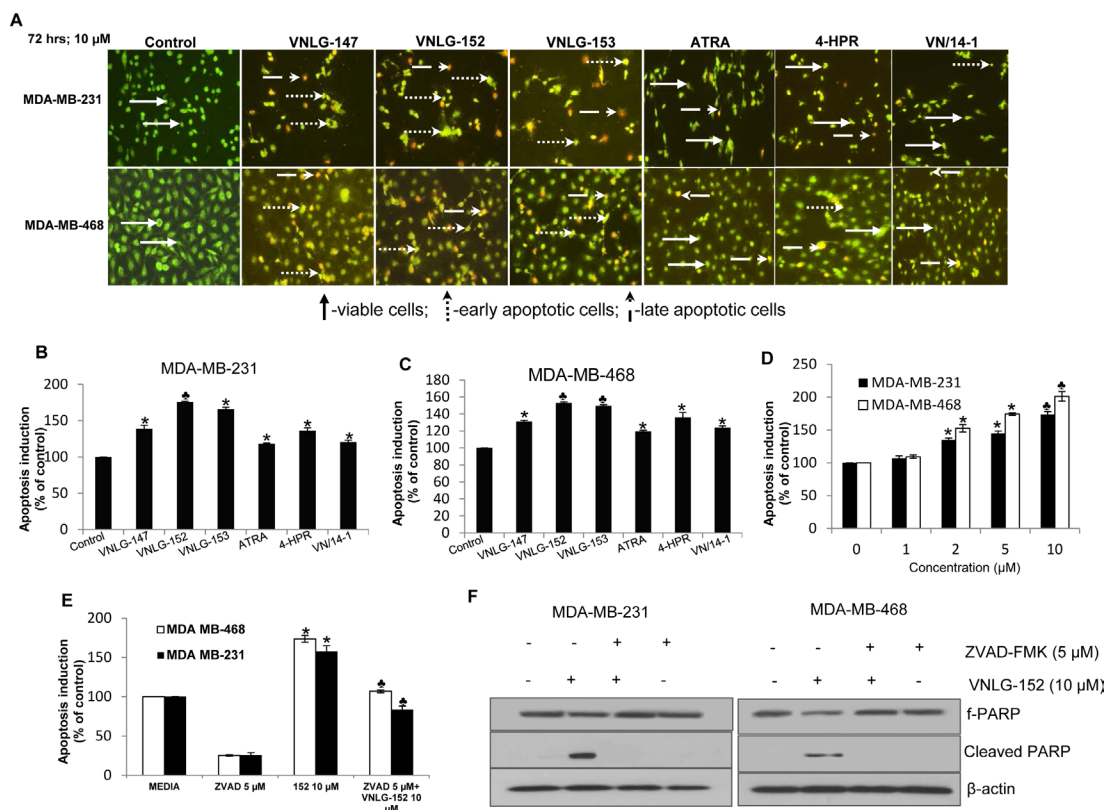 A
72 hrs; 10 µM
Control
VNLG-147
VNLG-152
VNLG-153
ATRA
4-HPR
VN/14-1
MDA-MB-231
MDA-MB-468
-viable cells; -early apoptotic cells; -late apoptotic cells
B
MDA-MB-231
Apoptosis induction
(% of control)
200
150
100
50
0
Control
VNLG-147
VNLG-152
VNLG-153
ATRA
4-HPR
VN/14-1
* ♣ * * * *
C
MDA-MB-468
Apoptosis induction
(% of control)
180
160
140
120
100
80
60
40
20
0
Control
VNLG-147
VNLG-152
VNLG-153
ATRA
4-HPR
VN/14-1
* ♣ ♣ * * *
D
MDA-MB-231
MDA-MB-468
Apoptosis induction
(% of control)
250
200
150
100
50
0
* * * * ♣ ♣
0 1 2 5 10
Concentration (µM)
E
MDA MB-468
MDA MB-231
Apoptosis induction
(% of control)
200
150
100
50
0
* * ♣ ♣
MEDIA
ZVAD 5 µM
152 10 µM
ZVAD 5 µM+
VNLG-152 10
µM
F
MDA-MB-231 MDA-MB-468
- - + + - - + + ZVAD-FMK (5 µM)
- + + - - + + - VNLG-152 (10 µM)
f-PARP
Cleaved PARP
β-actin